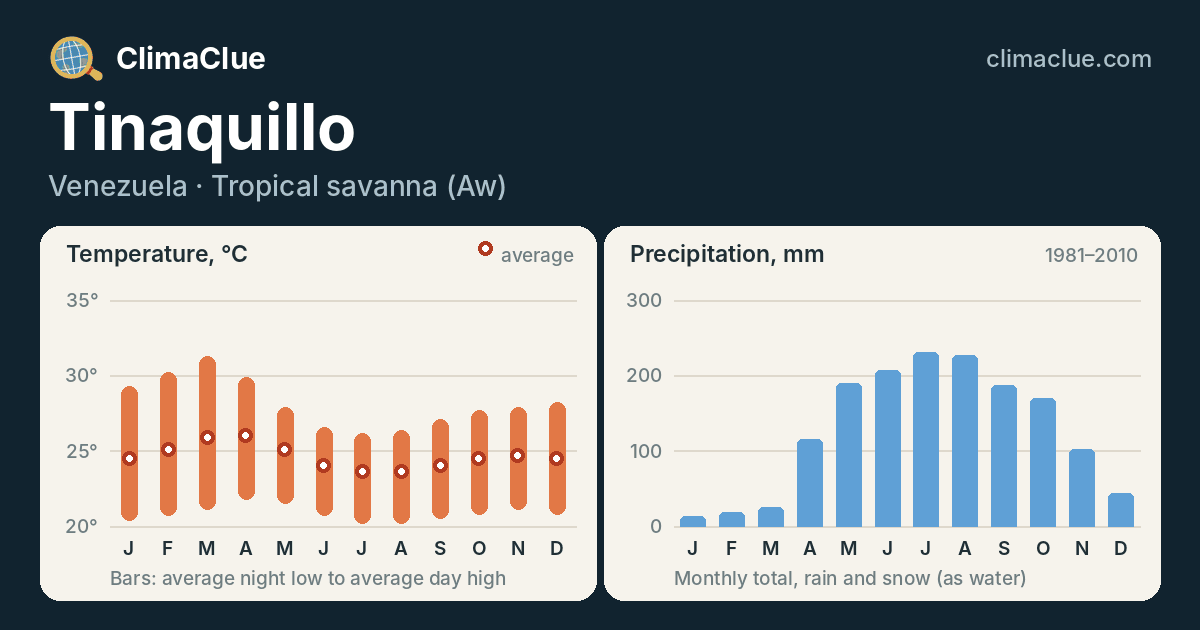 ClimaClue
climaclue.com
Tinaquillo
Venezuela · Tropical savanna (Aw)
Temperature, °C
average
35°
30°
25°
20°
J F M A M J J A S O N D
Bars: average night low to average day high
Precipitation, mm
1981–2010
300
200
100
0
J F M A M J J A S O N D
Monthly total, rain and snow (as water)